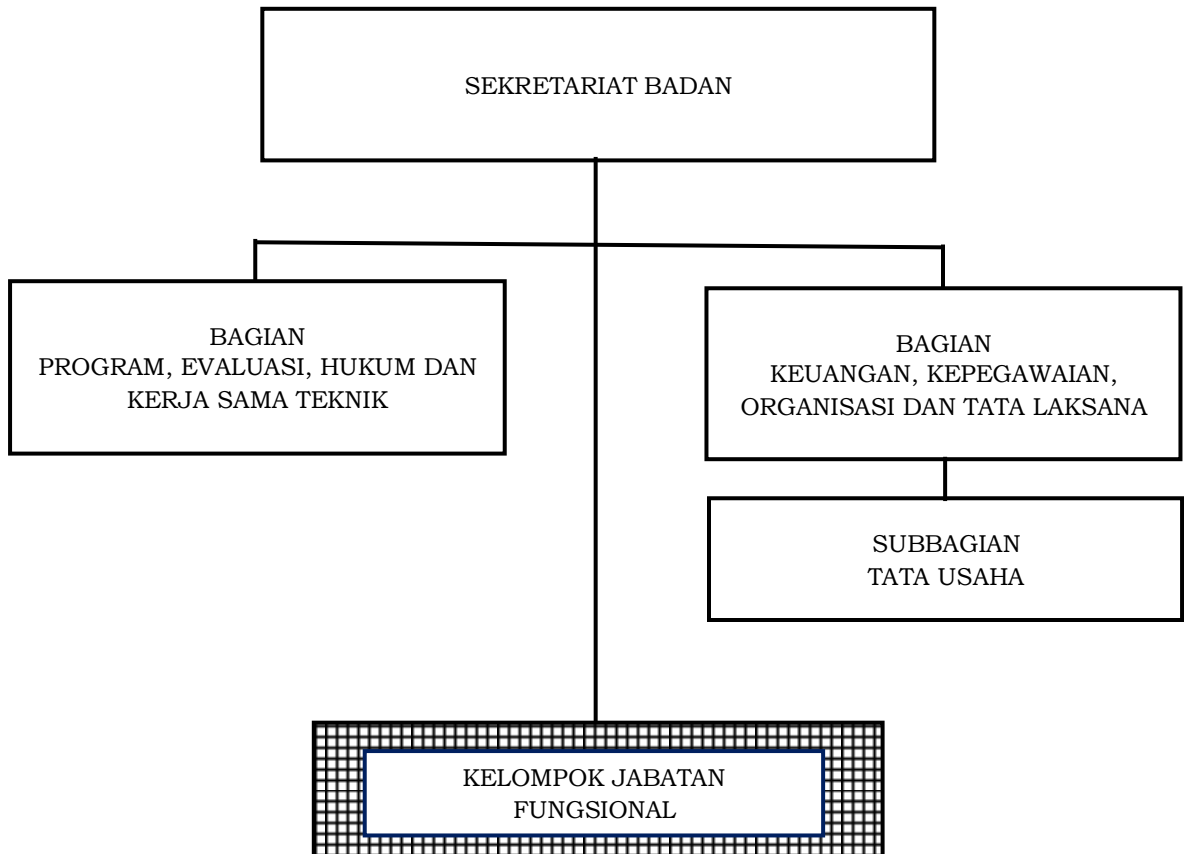 SEKRETARIAT BADAN
BAGIAN
PROGRAM, EVALUASI, HUKUM DAN
KERJA SAMA TEKNIK
BAGIAN
KEUANGAN, KEPEGAWAIAN,
ORGANISASI DAN TATA LAKSANA
SUBBAGIAN
TATA USAHA
KELOMPOK JABATAN
FUNGSIONAL